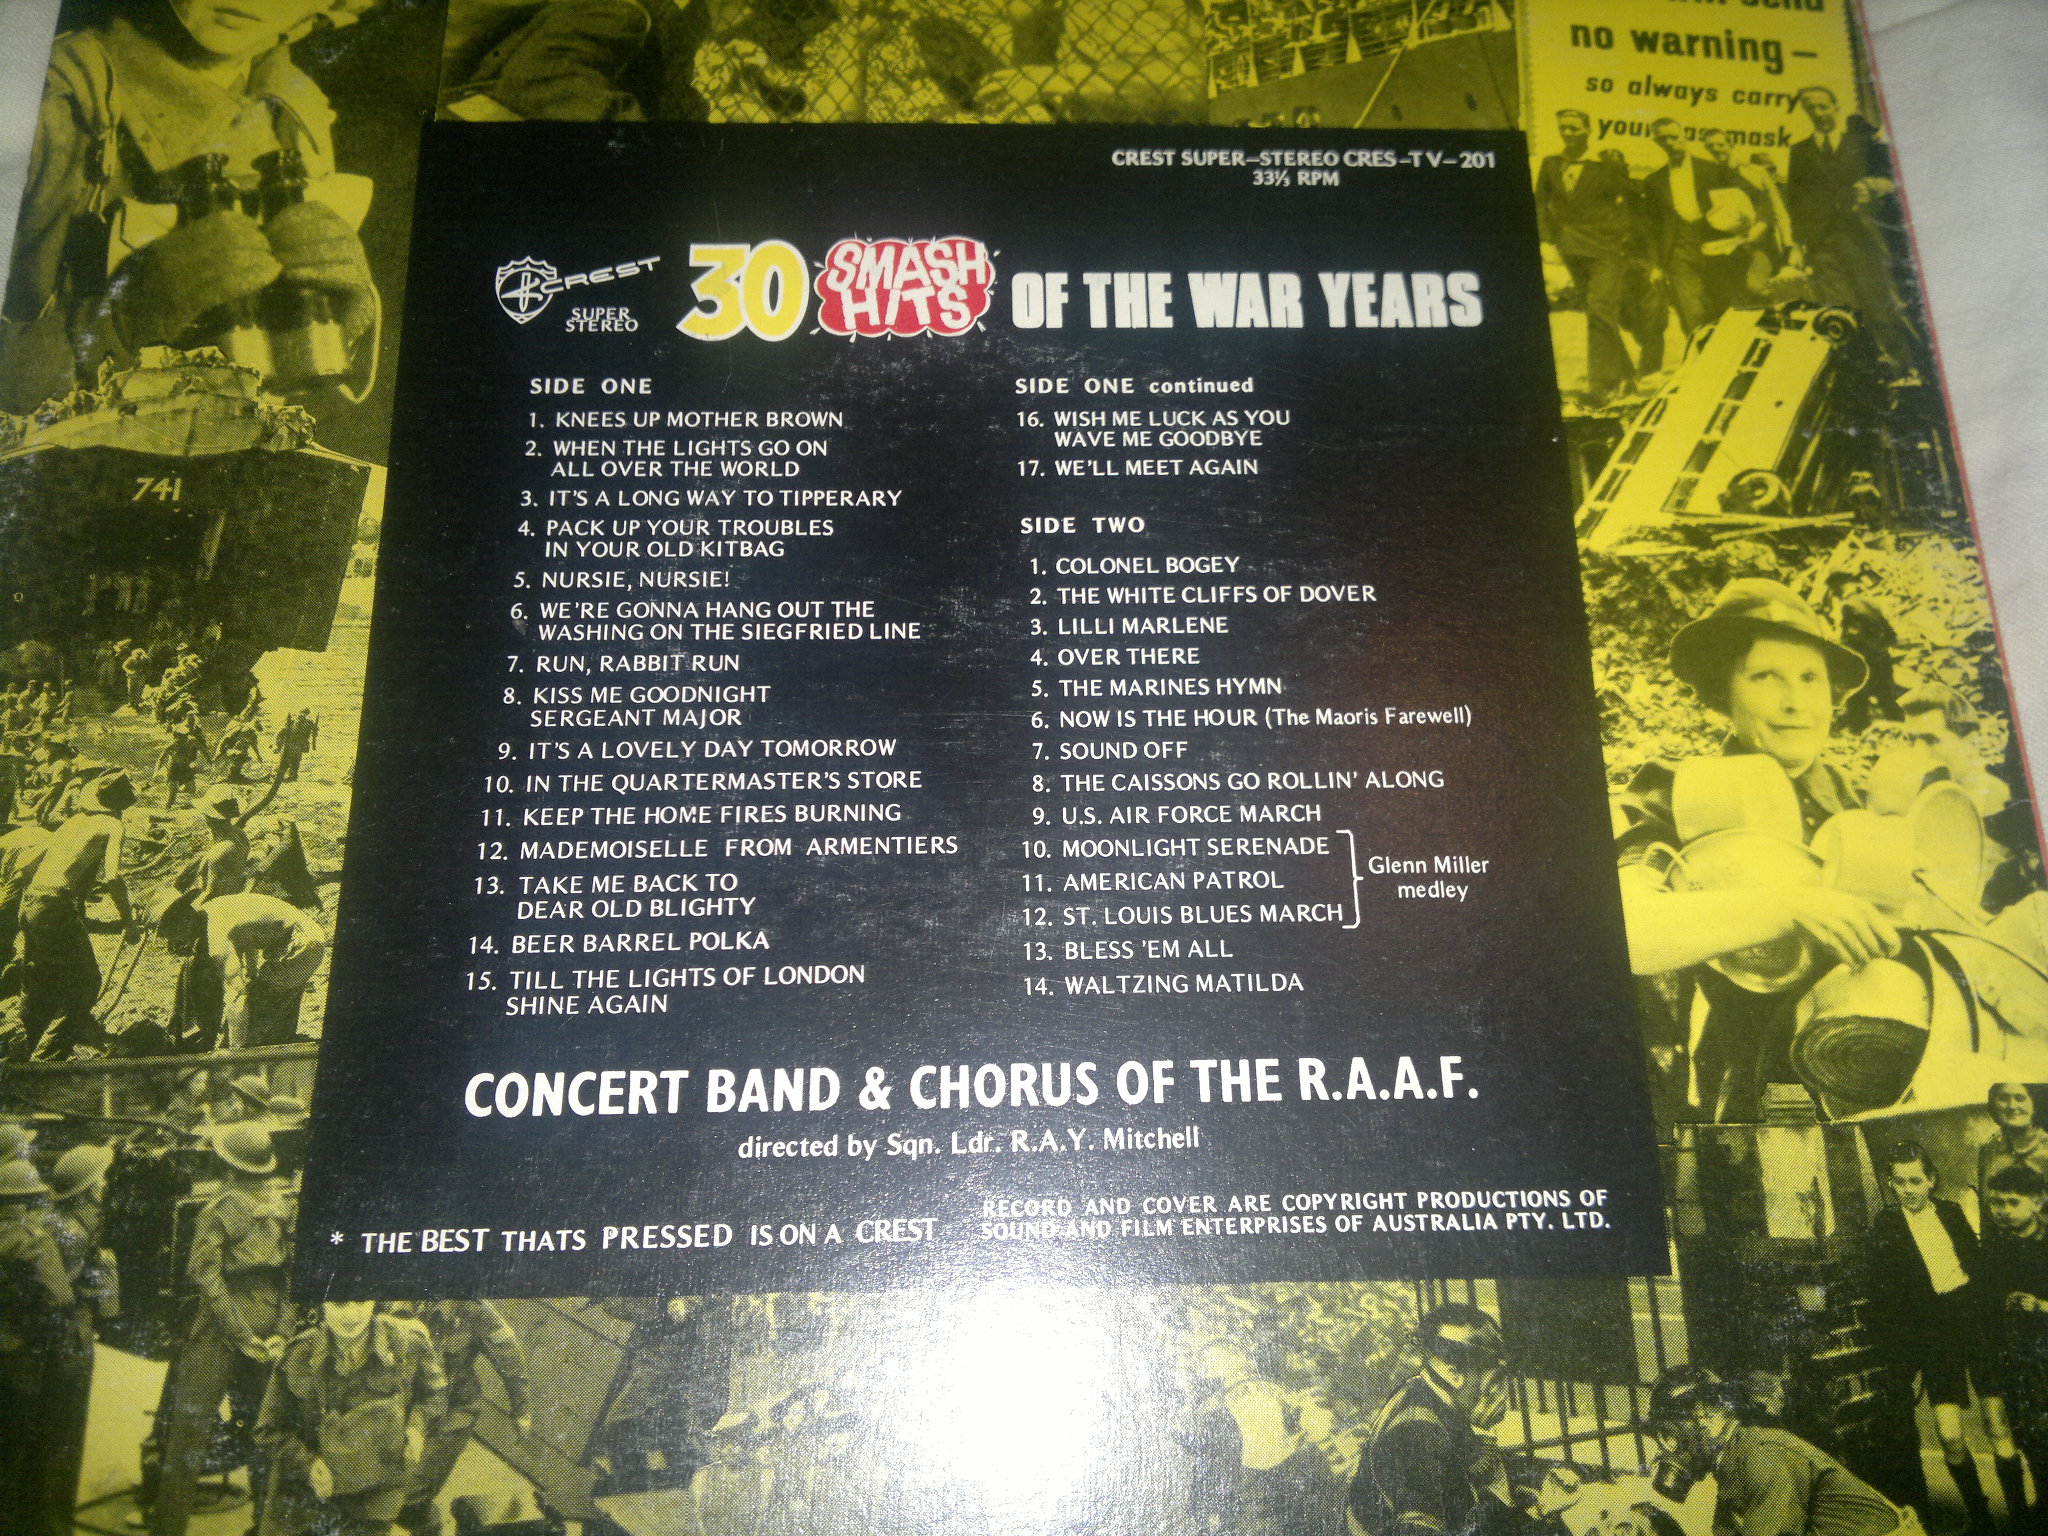 no warning —
so always carry
mask
741
CREST SUPER–STEREO CRES–TV–201
33⅓ RPM
CREST
SUPER
STEREO
30 SMASH HITS OF THE WAR YEARS
SIDE ONE
1. KNEES UP MOTHER BROWN
2. WHEN THE LIGHTS GO ON
ALL OVER THE WORLD
3. IT'S A LONG WAY TO TIPPERARY
4. PACK UP YOUR TROUBLES
IN YOUR OLD KITBAG
5. NURSIE, NURSIE!
6. WE'RE GONNA HANG OUT THE
WASHING ON THE SIEGFRIED LINE
7. RUN, RABBIT RUN
8. KISS ME GOODNIGHT
SERGEANT MAJOR
9. IT'S A LOVELY DAY TOMORROW
10. IN THE QUARTERMASTER'S STORE
11. KEEP THE HOME FIRES BURNING
12. MADEMOISELLE FROM ARMENTIERS
13. TAKE ME BACK TO
DEAR OLD BLIGHTY
14. BEER BARREL POLKA
15. TILL THE LIGHTS OF LONDON
SHINE AGAIN
SIDE ONE continued
16. WISH ME LUCK AS YOU
WAVE ME GOODBYE
17. WE'LL MEET AGAIN
SIDE TWO
1. COLONEL BOGEY
2. THE WHITE CLIFFS OF DOVER
3. LILLI MARLENE
4. OVER THERE
5. THE MARINES HYMN
6. NOW IS THE HOUR (The Maoris Farewell)
7. SOUND OFF
8. THE CAISSONS GO ROLLIN' ALONG
9. U.S. AIR FORCE MARCH
10. MOONLIGHT SERENADE
11. AMERICAN PATROL
12. ST. LOUIS BLUES MARCH
Glenn Miller
medley
13. BLESS 'EM ALL
14. WALTZING MATILDA
CONCERT BAND & CHORUS OF THE R.A.A.F.
directed by Sqn. Ldr. R.A.Y. Mitchell
* THE BEST THATS PRESSED IS ON A CREST
RECORD AND COVER ARE COPYRIGHT PRODUCTIONS OF
SOUND AND FILM ENTERPRISES OF AUSTRALIA PTY. LTD.